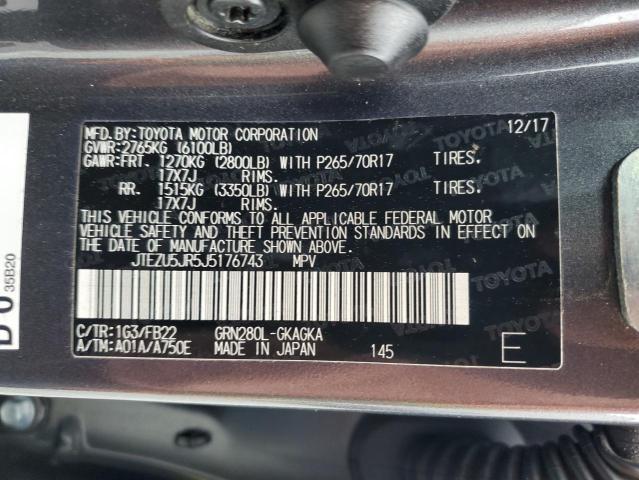 MFD.BY:TOYOTA MOTOR CORPORATION 12/17
GVWR:2765KG (6100LB)
GAWR:FRT. 1270KG (2800LB) WITH P265/70R17 TIRES.
17X7J RIMS.
RR. 1515KG (3350LB) WITH P265/70R17 TIRES.
17X7J RIMS.
THIS VEHICLE CONFORMS TO ALL APPLICABLE FEDERAL MOTOR
VEHICLE SAFETY AND THEFT PREVENTION STANDARDS IN EFFECT
ON THE DATE OF MANUFACTURE SHOWN ABOVE.
JTEZU5JR5J5176743 MPV
C/TR:1G3/FB22 GRN280L-GKAGKA
A/TM:A01A/A750E MADE IN JAPAN 145 E
35B20